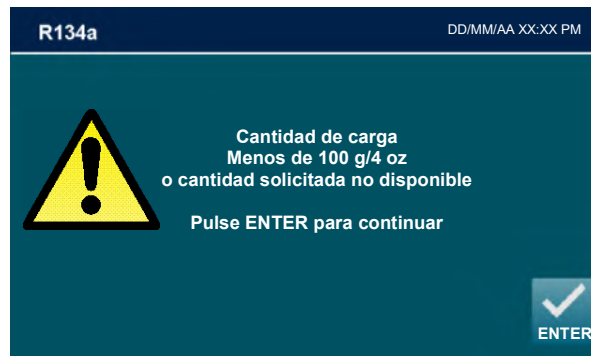 R134a
DD/MM/AA XX:XX PM
Cantidad de carga
Menos de 100 g/4 oz
o cantidad solicitada no disponible
Pulse ENTER para continuar
ENTER